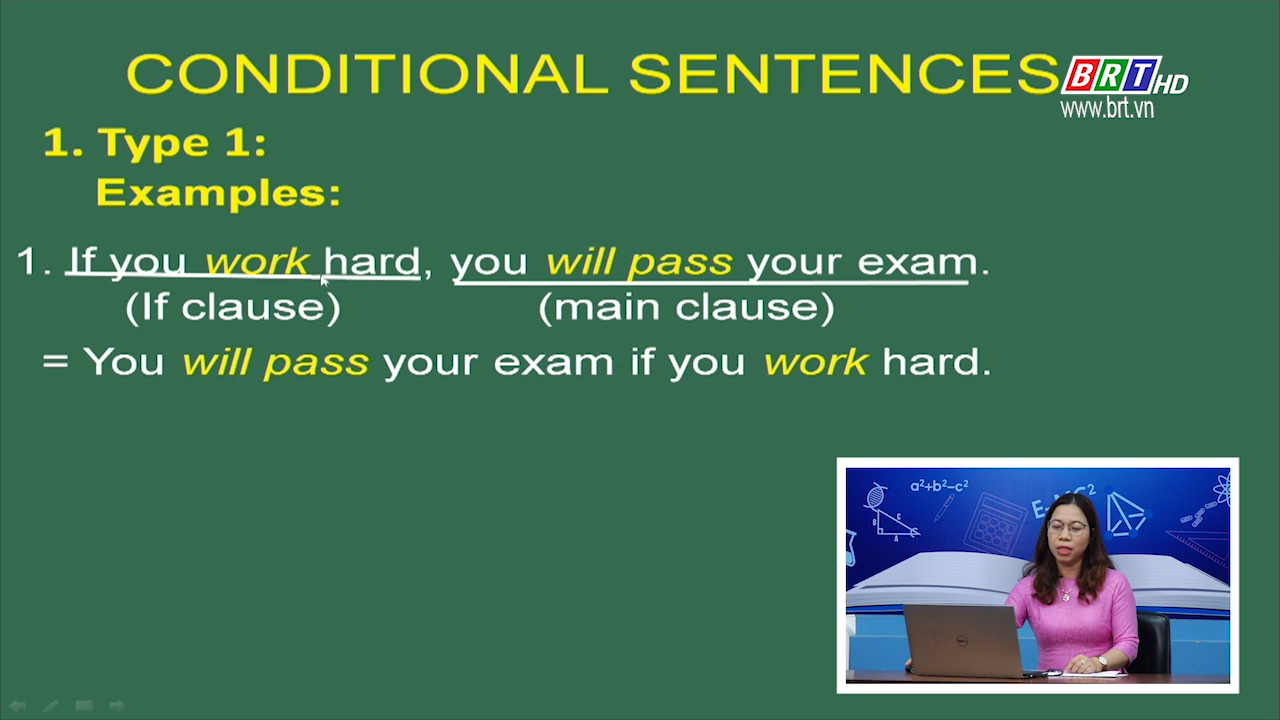 CONDITIONAL SENTENCES
BRT HD
www.brt.vn
1. Type 1:
Examples:
1. If you work hard, you will pass your exam.
(If clause) (main clause)
= You will pass your exam if you work hard.
a²+b²–c²
B
C
A